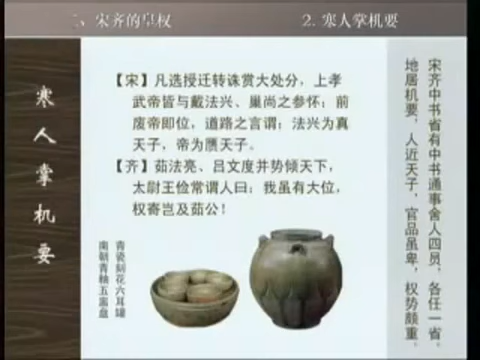 宋齐的皇权
2. 寒人掌机要
寒人掌机要
【宋】凡选授迁转诛赏大处分，上孝
武帝皆与戴法兴、巢尚之参怀；前
废帝即位，道路之言谓：法兴为真
天子，帝为赝天子。
【齐】茹法亮、吕文度并势倾天下，
太尉王俭常谓人曰：我虽有大位，
权寄岂及茹公！
宋齐中书省有中书通事舍人四员，各任一省。
地居机要，人近天子，官品虽卑，权势颇重。
青瓷刻花六耳罐
南朝青釉五盏盘